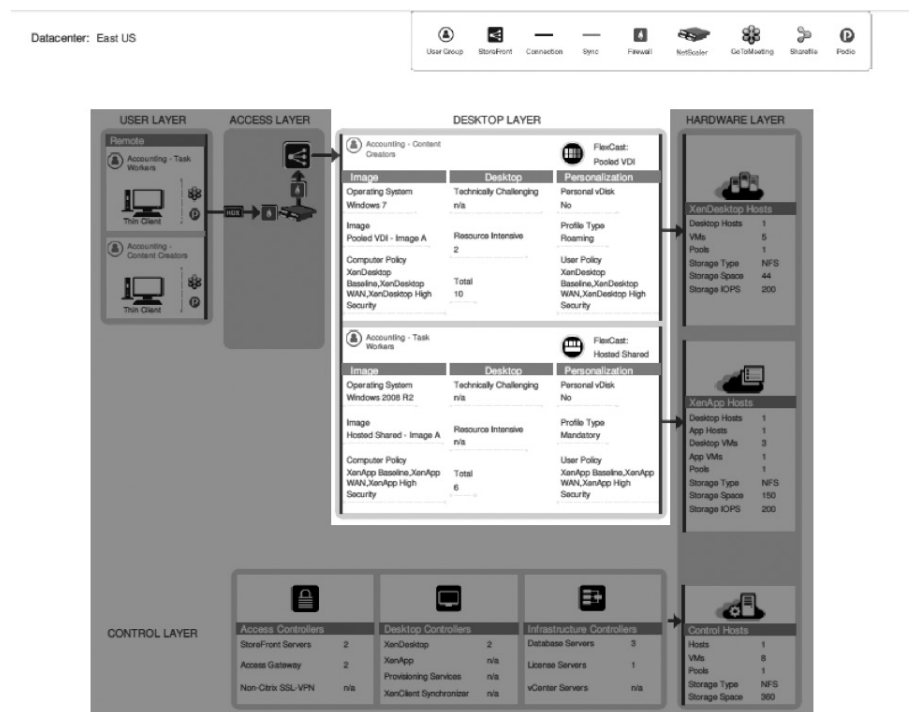 Datacenter: East US
User Group
StoreFront
Connection
Sync
Firewall
NetScaler
GoToMeeting
Sharefile
Podio
USER LAYER
ACCESS LAYER
DESKTOP LAYER
HARDWARE LAYER
Remote
Accounting - Task
Workers
Thin Client
Accounting -
Content Creators
Thin Client
HDX
Accounting - Content
Creators
FlexCast:
Pooled VDI
Image
Desktop
Personalization
Operating System
Windows 7
Technically Challenging
n/a
Personal vDisk
No
Image
Pooled VDI - Image A
Resource Intensive
2
Profile Type
Roaming
Computer Policy
XenDesktop
Baseline,XenDesktop
WAN,XenDesktop High
Security
Total
10
User Policy
XenDesktop
Baseline,XenDesktop
WAN,XenDesktop High
Security
Accounting - Task
Workers
FlexCast:
Hosted Shared
Image
Desktop
Personalization
Operating System
Windows 2008 R2
Technically Challenging
n/a
Personal vDisk
No
Image
Hosted Shared - Image A
Resource Intensive
n/a
Profile Type
Mandatory
Computer Policy
XenApp Baseline,XenApp
WAN,XenApp High
Security
Total
6
User Policy
XenApp Baseline,XenApp
WAN,XenApp High
Security
XenDesktop Hosts
Desktop Hosts 1
VMs 5
Pools 1
Storage Type NFS
Storage Space 44
Storage IOPS 200
XenApp Hosts
Desktop Hosts 1
App Hosts 1
Desktop VMs 3
App VMs 1
Pools 1
Storage Type NFS
Storage Space 150
Storage IOPS 200
CONTROL LAYER
Access Controllers
StoreFront Servers 2
Access Gateway 2
Non-Citrix SSL-VPN n/a
Desktop Controllers
XenDesktop 2
XenApp n/a
Provisioning Services n/a
XenClient Synchronizer n/a
Infrastructure Controllers
Database Servers 3
License Servers 1
vCenter Servers n/a
Control Hosts
Hosts 1
VMs 8
Pools 1
Storage Type NFS
Storage Space 360